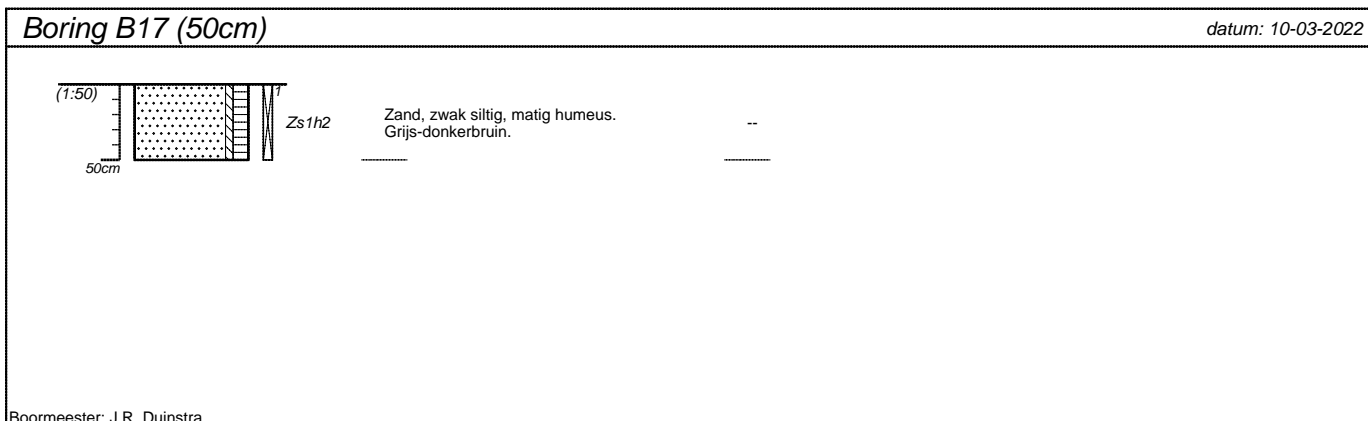 Boring B17 (50cm)
datum: 10-03-2022
(1:50)
1
Zs1h2
Zand, zwak siltig, matig humeus.
Grijs-donkerbruin.
--
50cm
Boormeester: J.R. Duinstra